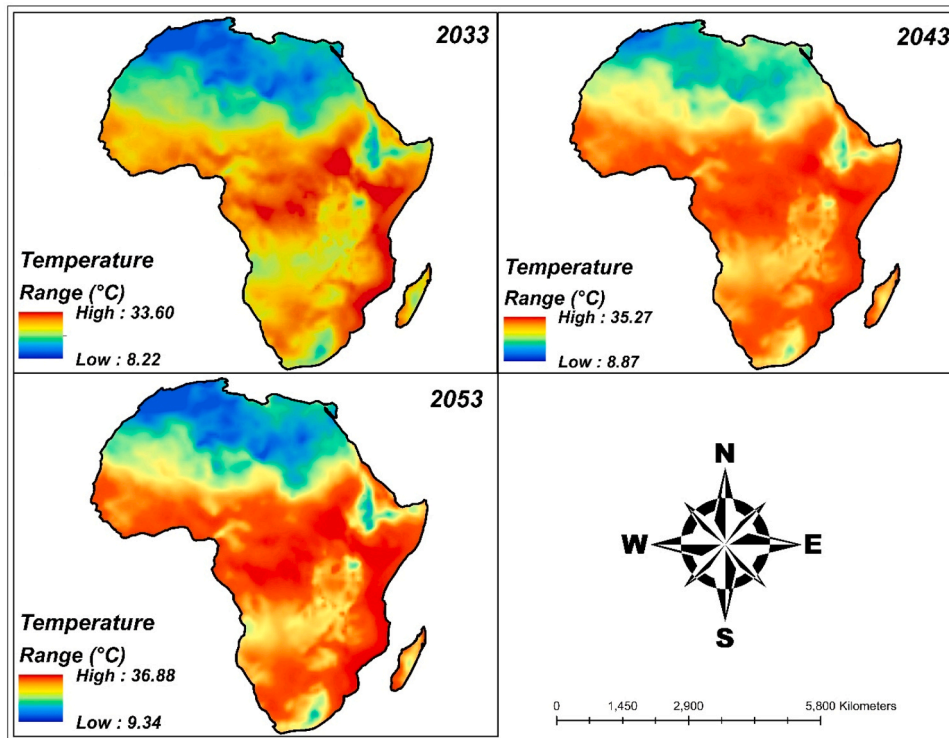 2033
Temperature
Range (°C)
High : 33.60
Low : 8.22
2043
Temperature
Range (°C)
High : 35.27
Low : 8.87
2053
Temperature
Range (°C)
High : 36.88
Low : 9.34
N
W
E
S
0 1,450 2,900 5,800 Kilometers